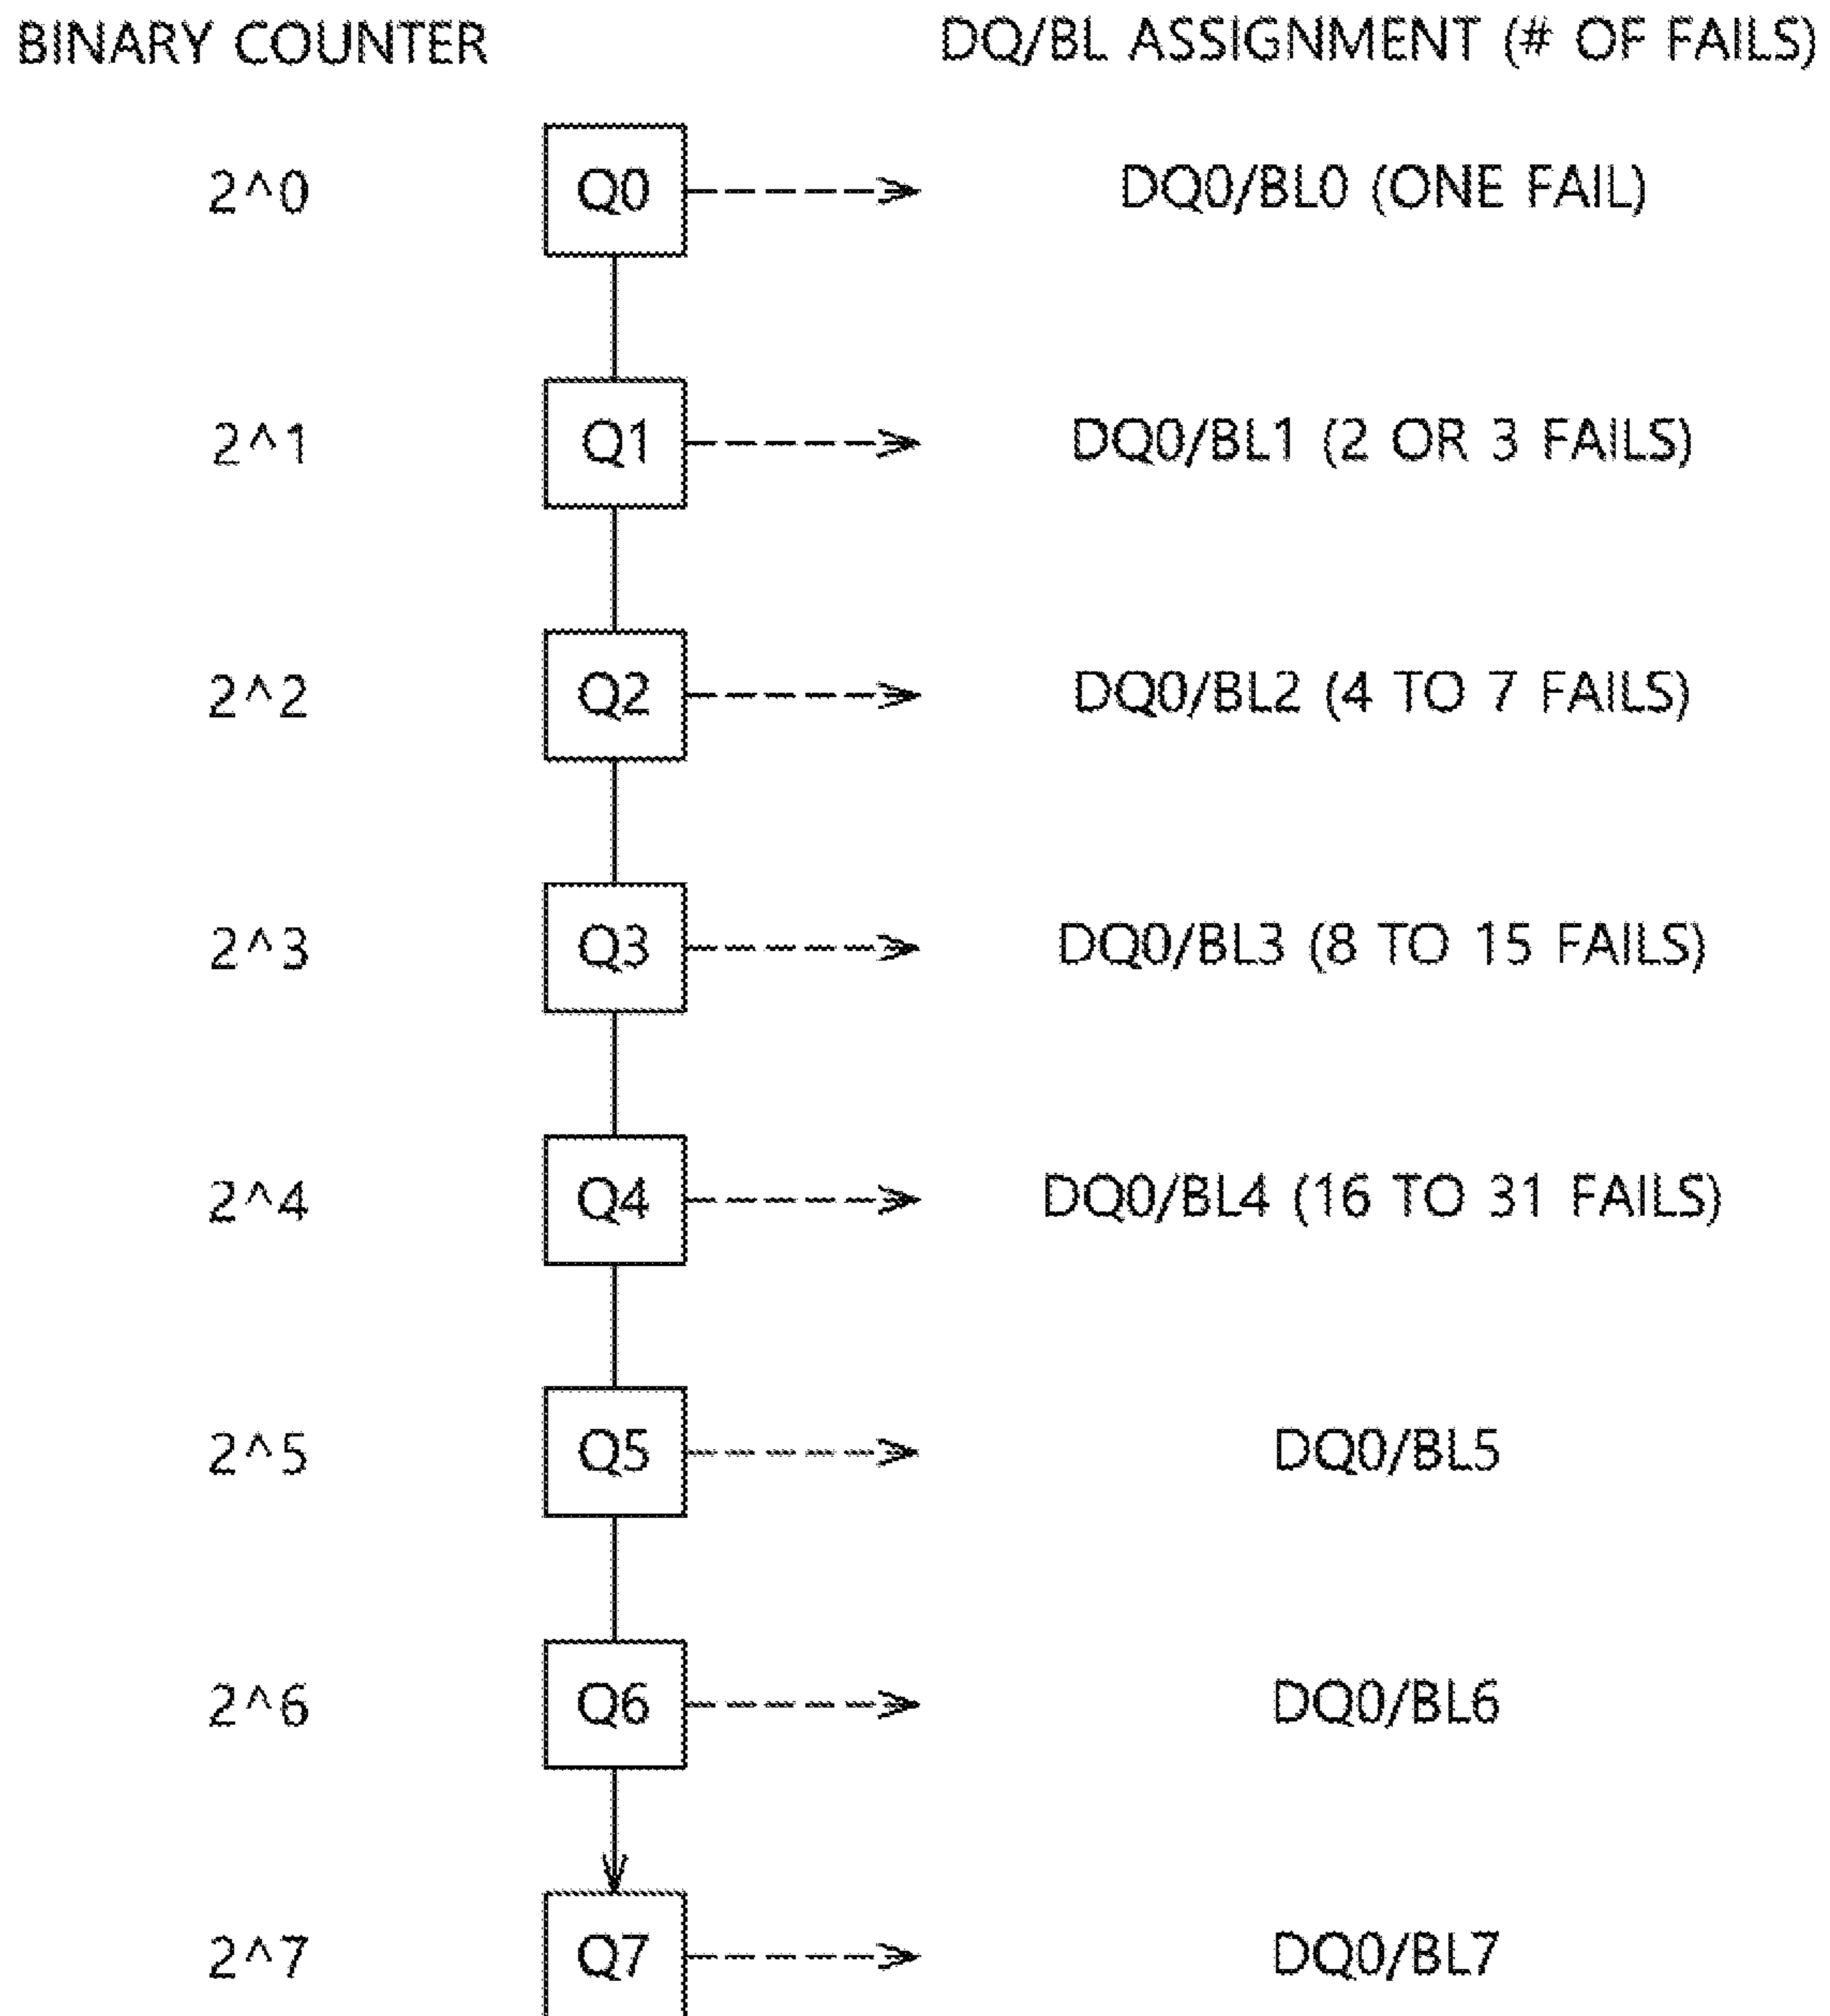 BINARY COUNTER DQ/BL ASSIGNMENT (# OF FAILS)
2^0 Q0 DQ0/BL0 (ONE FAIL)
2^1 Q1 DQ0/BL1 (2 OR 3 FAILS)
2^2 Q2 DQ0/BL2 (4 TO 7 FAILS)
2^3 Q3 DQ0/BL3 (8 TO 15 FAILS)
2^4 Q4 DQ0/BL4 (16 TO 31 FAILS)
2^5 Q5 DQ0/BL5
2^6 Q6 DQ0/BL6
2^7 Q7 DQ0/BL7